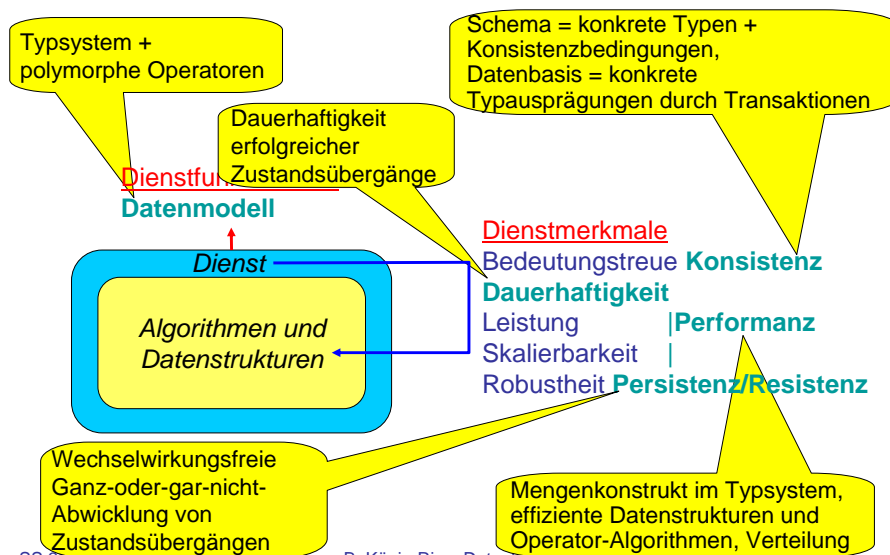 Typsystem +
polymorphe Operatoren
Schema = konkrete Typen +
Konsistenzbedingungen,
Datenbasis = konkrete
Typausprägungen durch Transaktionen
Dauerhaftigkeit
erfolgreicher
Zustandsübergänge
Datenmodell
Dienst
Algorithmen und
Datenstrukturen
Dienstmerkmale
Bedeutungstreue Konsistenz
Dauerhaftigkeit
Leistung |Performanz
Skalierbarkeit |
Robustheit Persistenz/Resistenz
Wechselwirkungsfreie
Ganz-oder-gar-nicht-
Abwicklung von
Zustandsübergängen
Mengenkonstrukt im Typsystem,
effiziente Datenstrukturen und
Operator-Algorithmen, Verteilung